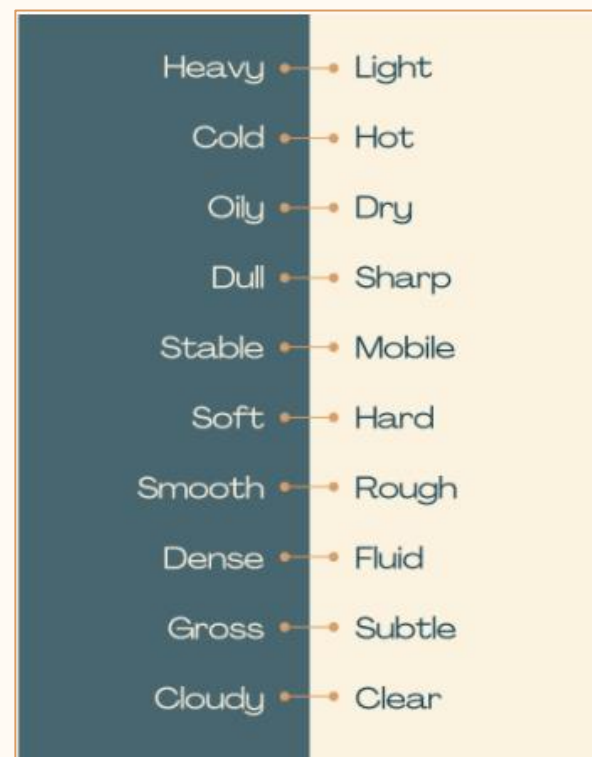 Heavy Light
Cold Hot
Oily Dry
Dull Sharp
Stable Mobile
Soft Hard
Smooth Rough
Dense Fluid
Gross Subtle
Cloudy Clear